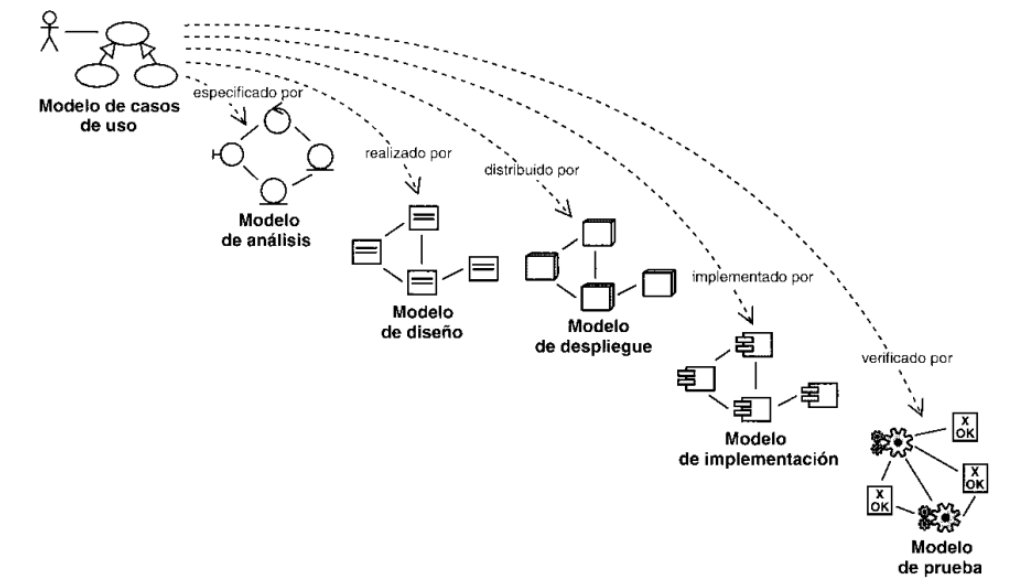 Modelo de casos
de uso
especificado por
Modelo
de análisis
realizado por
Modelo
de diseño
distribuido por
Modelo
de despliegue
implementado por
Modelo
de implementación
verificado por
X
OK
X
OK
X
OK
Modelo
de prueba